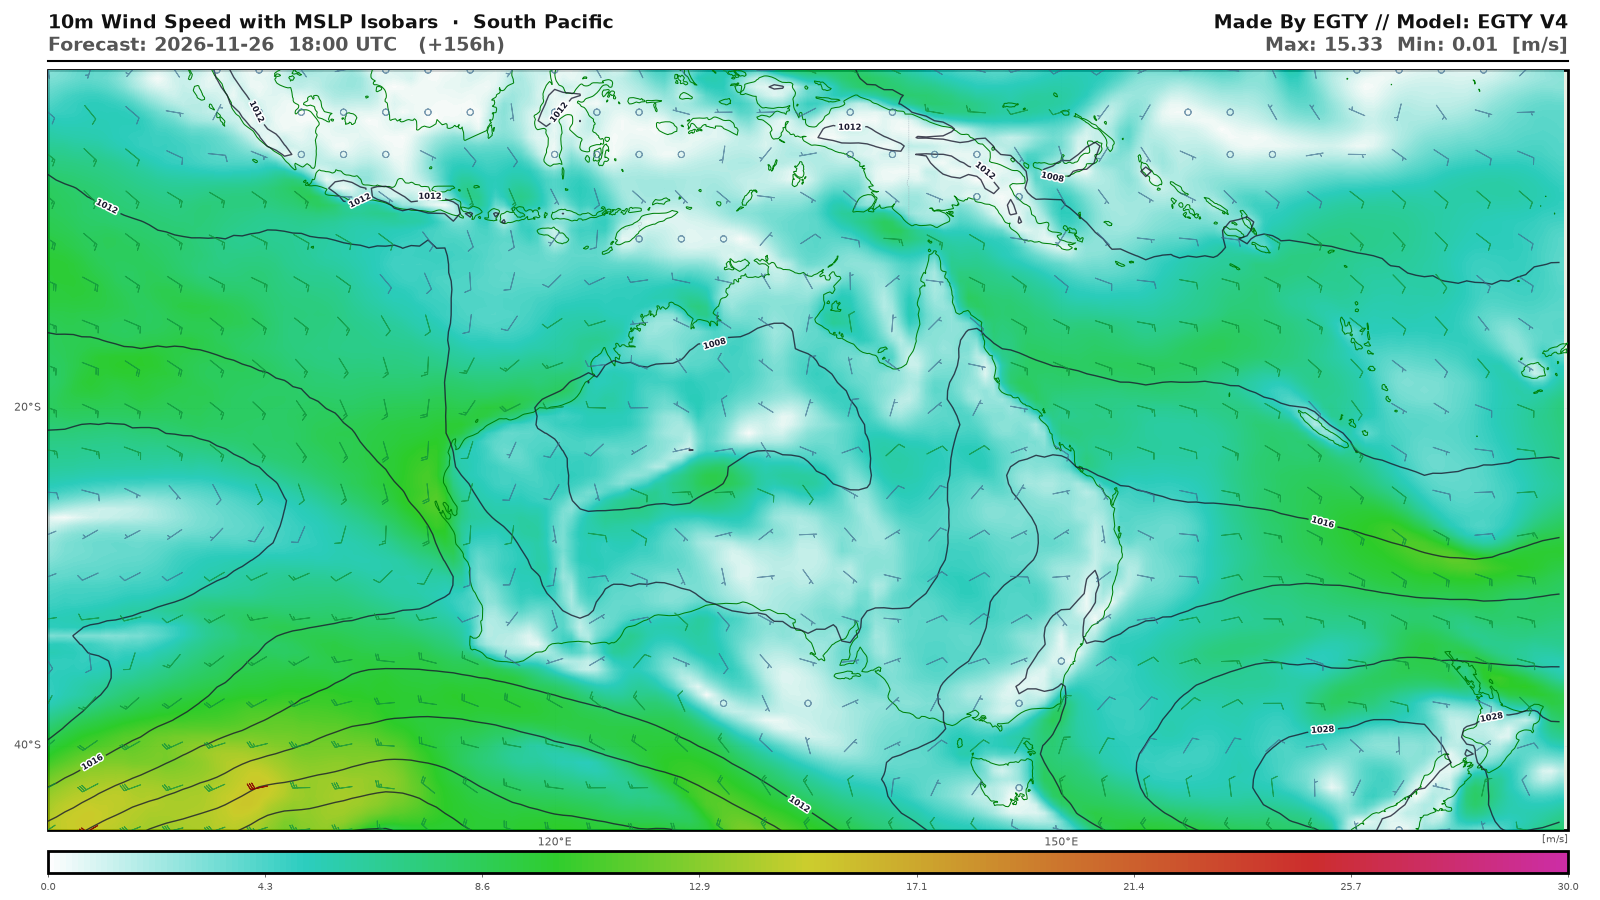 10m Wind Speed with MSLP Isobars · South Pacific
Made By EGTY // Model: EGTY V4
Forecast: 2026-11-26 18:00 UTC (+156h)
Max: 15.33 Min: 0.01 [m/s]
1012
1012
1012
1012
1008
1012
1012
1012
1012
1008
20°S
1016
1028
1028
40°S
1016
1012
120°E
150°E
[m/s]
0.0
4.3
8.6
12.9
17.1
21.4
25.7
30.0